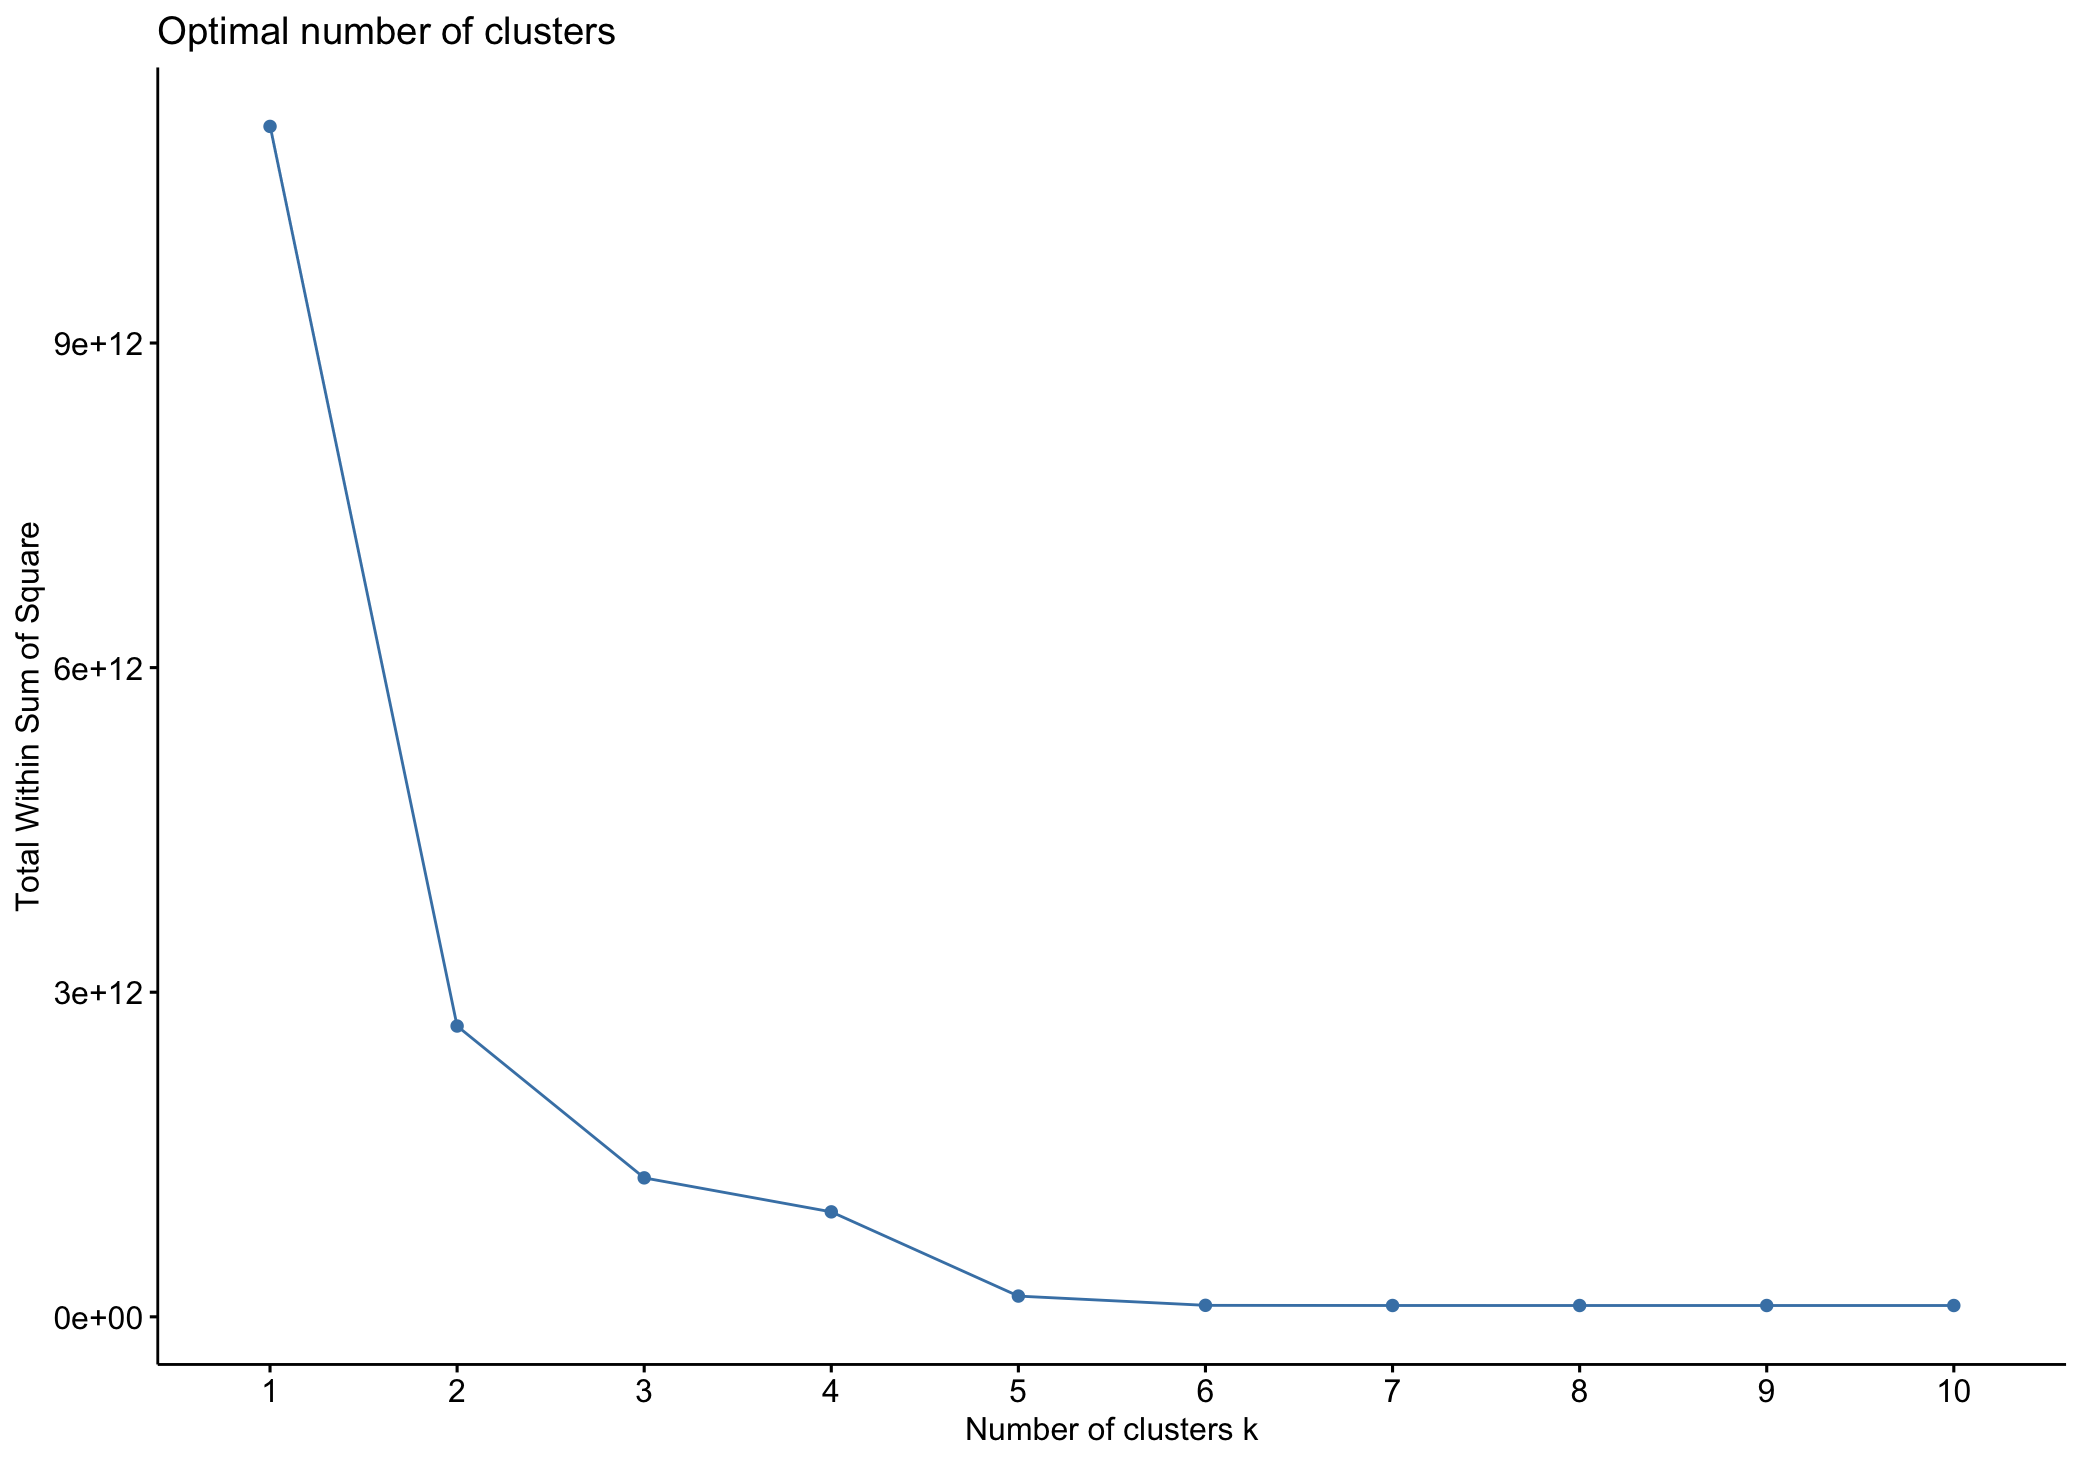 Optimal number of clusters
Total Within Sum of Square
9e+12
6e+12
3e+12
0e+00
1 2 3 4 5 6 7 8 9 10
Number of clusters k